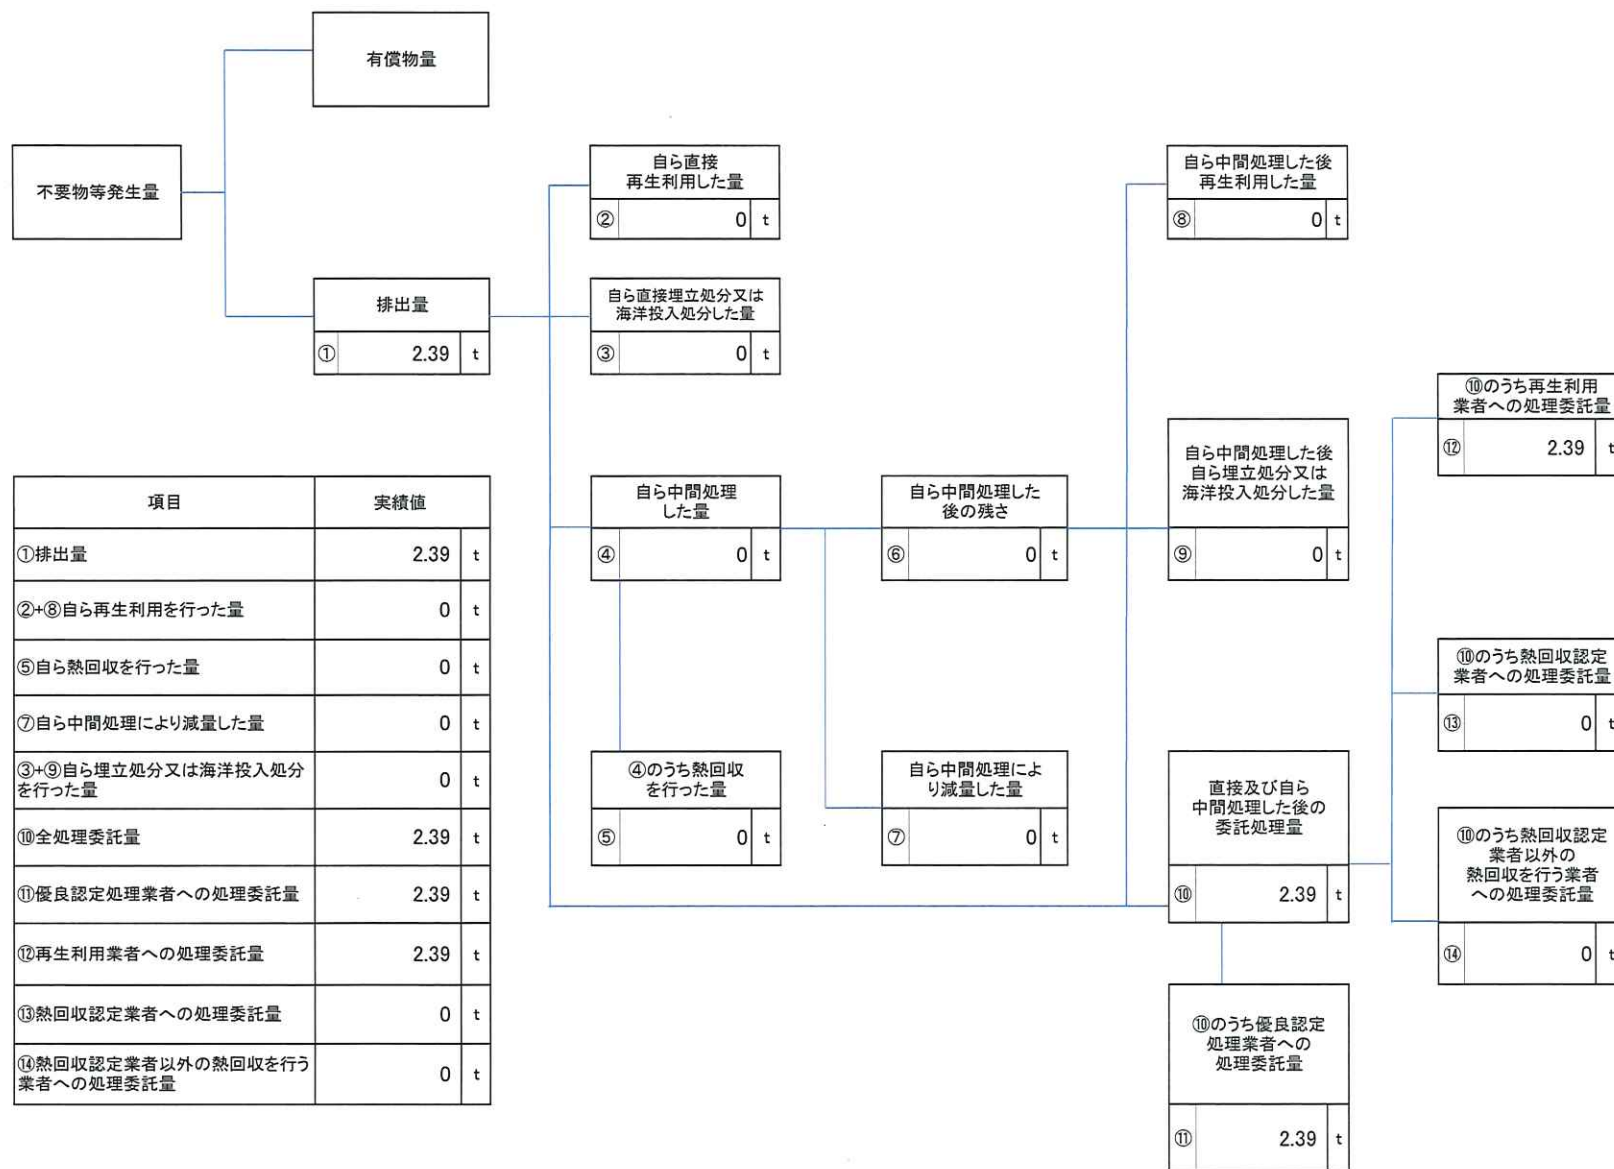 有償物量
不要物等発生量
排出量
① 2.39 t
自ら直接
再生利用した量
② 0 t
自ら直接埋立処分又は
海洋投入処分した量
③ 0 t
自ら中間処理
した量
④ 0 t
④のうち熱回収
を行った量
⑤ 0 t
自ら中間処理した
後の残さ
⑥ 0 t
自ら中間処理によ
り減量した量
⑦ 0 t
自ら中間処理した後
再生利用した量
⑧ 0 t
自ら中間処理した後
自ら埋立処分又は
海洋投入処分した量
⑨ 0 t
直接及び自ら
中間処理した後の
委託処理量
⑩ 2.39 t
⑩のうち優良認定
処理業者への
処理委託量
⑪ 2.39 t
⑩のうち再生利用
業者への処理委託量
⑫ 2.39 t
⑩のうち熱回収認定
業者への処理委託量
⑬ 0 t
⑩のうち熱回収認定
業者以外の
熱回収を行う業者
への処理委託量
⑭ 0 t
項目 実績値
①排出量 2.39 t
②+⑧自ら再生利用を行った量 0 t
⑤自ら熱回収を行った量 0 t
⑦自ら中間処理により減量した量 0 t
③+⑨自ら埋立処分又は海洋投入処分
を行った量 0 t
⑩全処理委託量 2.39 t
⑪優良認定処理業者への処理委託量 2.39 t
⑫再生利用業者への処理委託量 2.39 t
⑬熱回収認定業者への処理委託量 0 t
⑭熱回収認定業者以外の熱回収を行う
業者への処理委託量 0 t